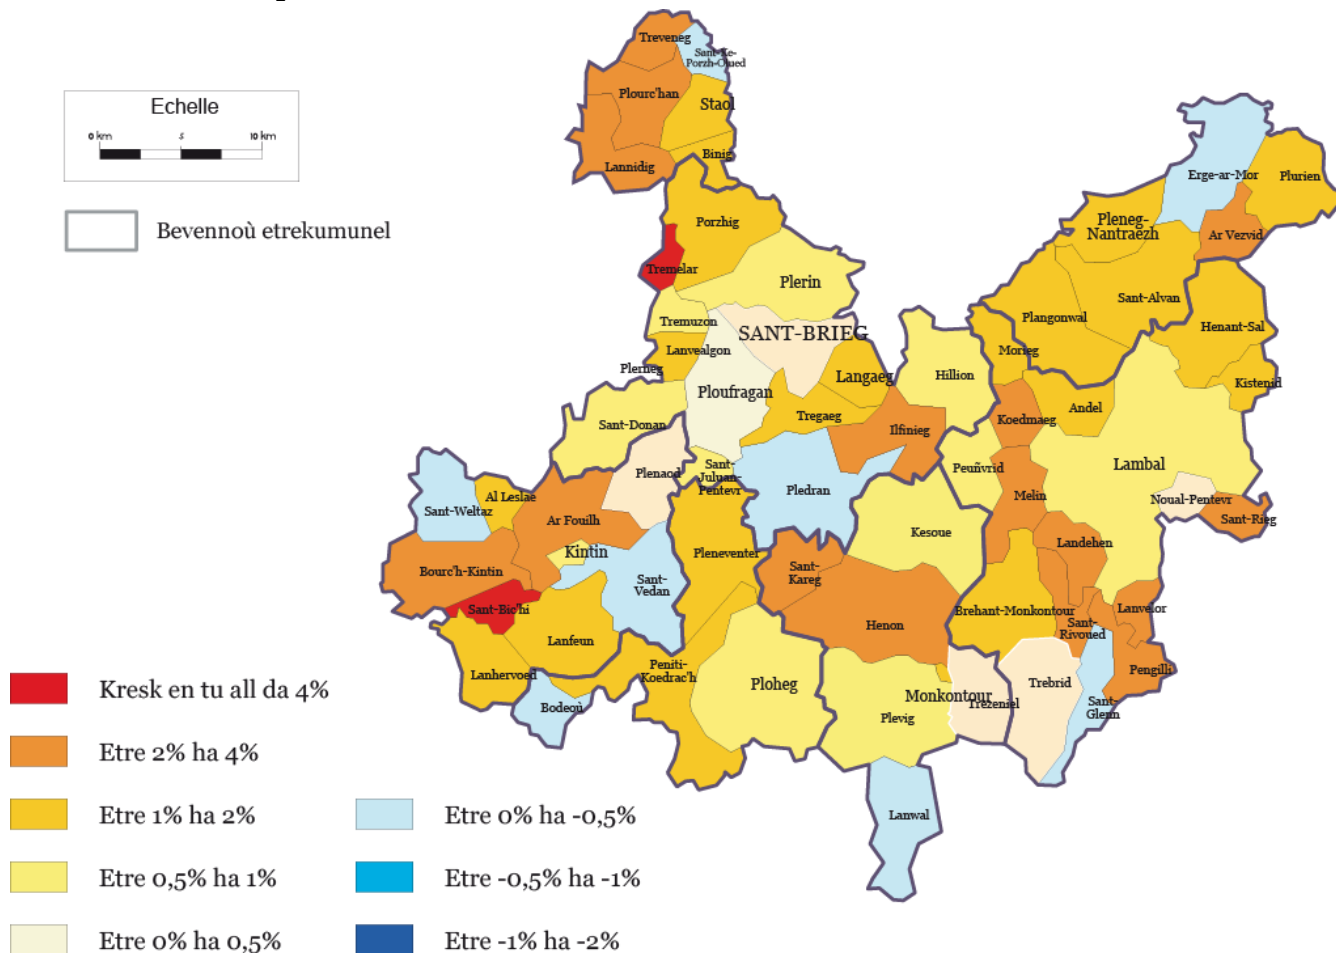 Echelle
0 km 5 10 km
Bevennoù etrekumunel
Treveneg
Sant-Ke-
Porzh-Olued
Plourc'han
Staol
Lannidig
Binig
Porzhig
Tremelar
Plerin
Tremuzon
SANT-BRIEG
Lanvealgon
Plerneg
Ploufragan
Langaeg
Hillion
Tregaeg
Ilfinieg
Sant-Donan
Sant-
Juluan-
Pentevr
Plenaod
Pledran
Peuñvrid
Kesoue
Erge-ar-Mor
Plurien
Pleneg-
Nantraezh
Ar Vezvid
Sant-Alvan
Plangonwal
Henant-Sal
Morieg
Kistenid
Andel
Koedmaeg
Lambal
Melin
Noual-Pentevr
Sant-Rieg
Landehen
Sant-Weltaz
Al Leslae
Ar Fouilh
Kintin
Bourc'h-Kintin
Sant-Bic'hi
Sant-
Vedan
Pleneventer
Sant-
Kareg
Henon
Brehant-Monkontour
Sant-
Rivoued
Lanvelor
Pengilli
Lanfeun
Lanhervoed
Peniti-
Koedrac'h
Bodeoù
Ploheg
Plevig
Monkontour
Trezeniel
Trebrid
Sant-
Glenn
Lanwal
Kresk en tu all da 4%
Etre 2% ha 4%
Etre 1% ha 2%
Etre 0,5% ha 1%
Etre 0% ha 0,5%
Etre 0% ha -0,5%
Etre -0,5% ha -1%
Etre -1% ha -2%